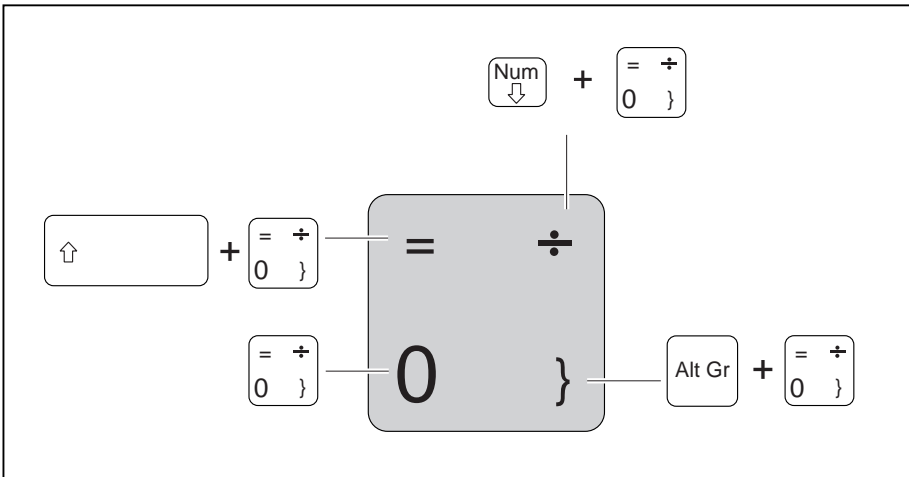 Num + = ÷
0 }
+ = ÷
0 }
= ÷
= ÷
0 }
0 }
Alt Gr + = ÷
0 }